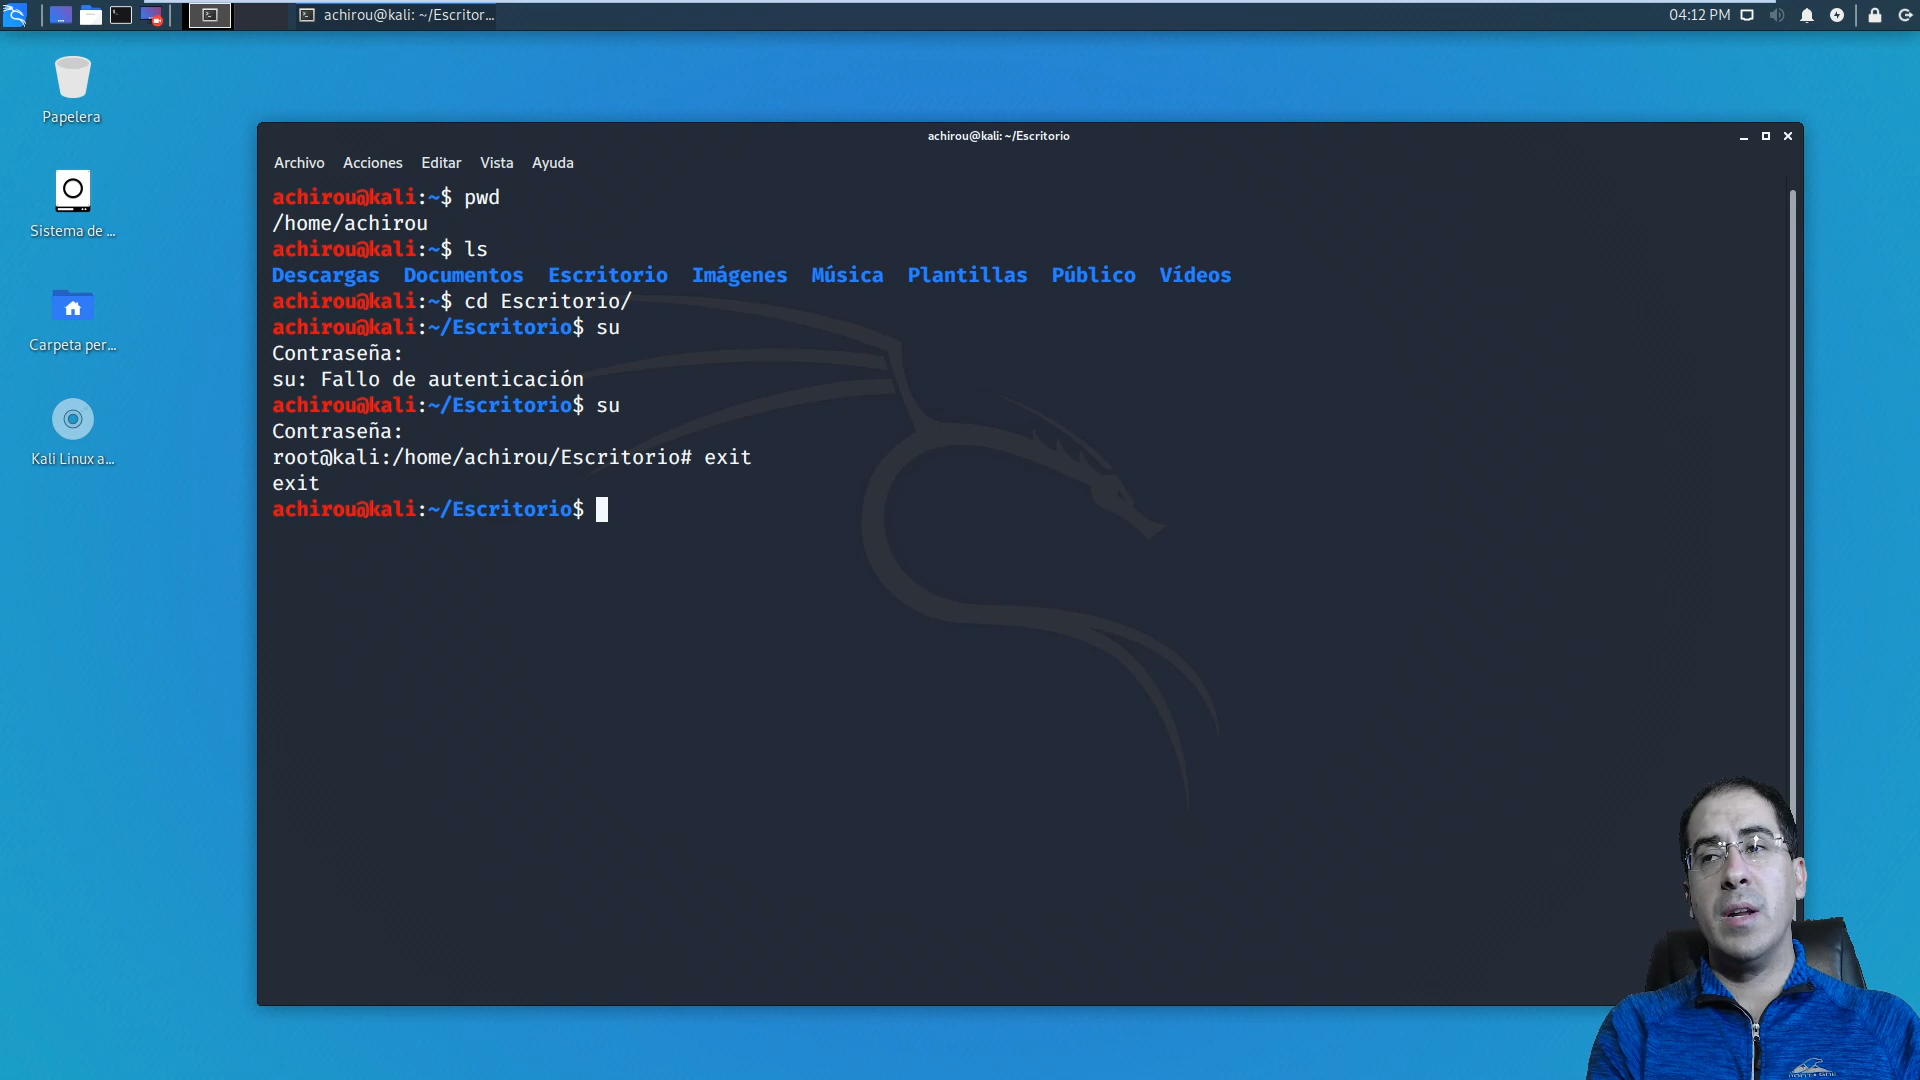 achirou@kali: ~/Escritor...
04:12 PM
Papelera
Sistema de ...
Carpeta per...
Kali Linux a...
achirou@kali: ~/Escritorio
Archivo Acciones Editar Vista Ayuda
achirou@kali:~$ pwd
/home/achirou
achirou@kali:~$ ls
Descargas Documentos Escritorio Imágenes Música Plantillas Público Vídeos
achirou@kali:~$ cd Escritorio/
achirou@kali:~/Escritorio$ su
Contraseña:
su: Fallo de autenticación
achirou@kali:~/Escritorio$ su
Contraseña:
root@kali:/home/achirou/Escritorio# exit
exit
achirou@kali:~/Escritorio$